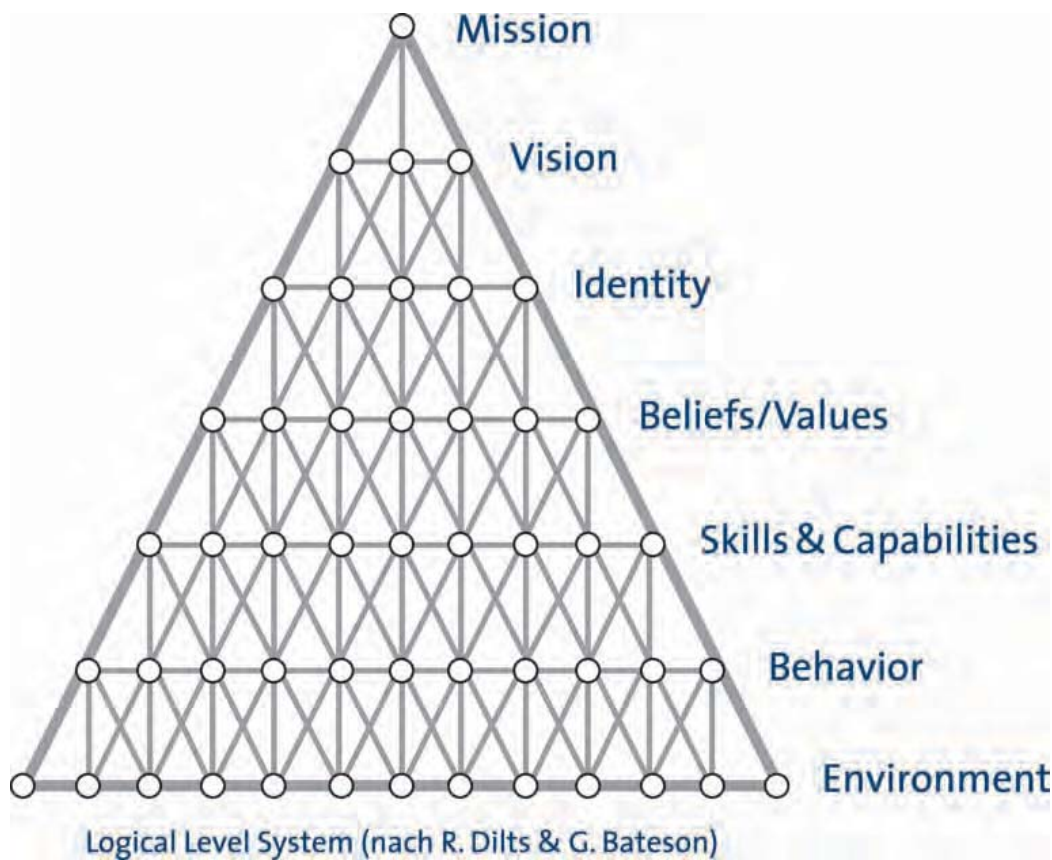 Mission
Vision
Identity
Beliefs/Values
Skills & Capabilities
Behavior
Environment
Logical Level System (nach R. Dilts & G. Bateson)